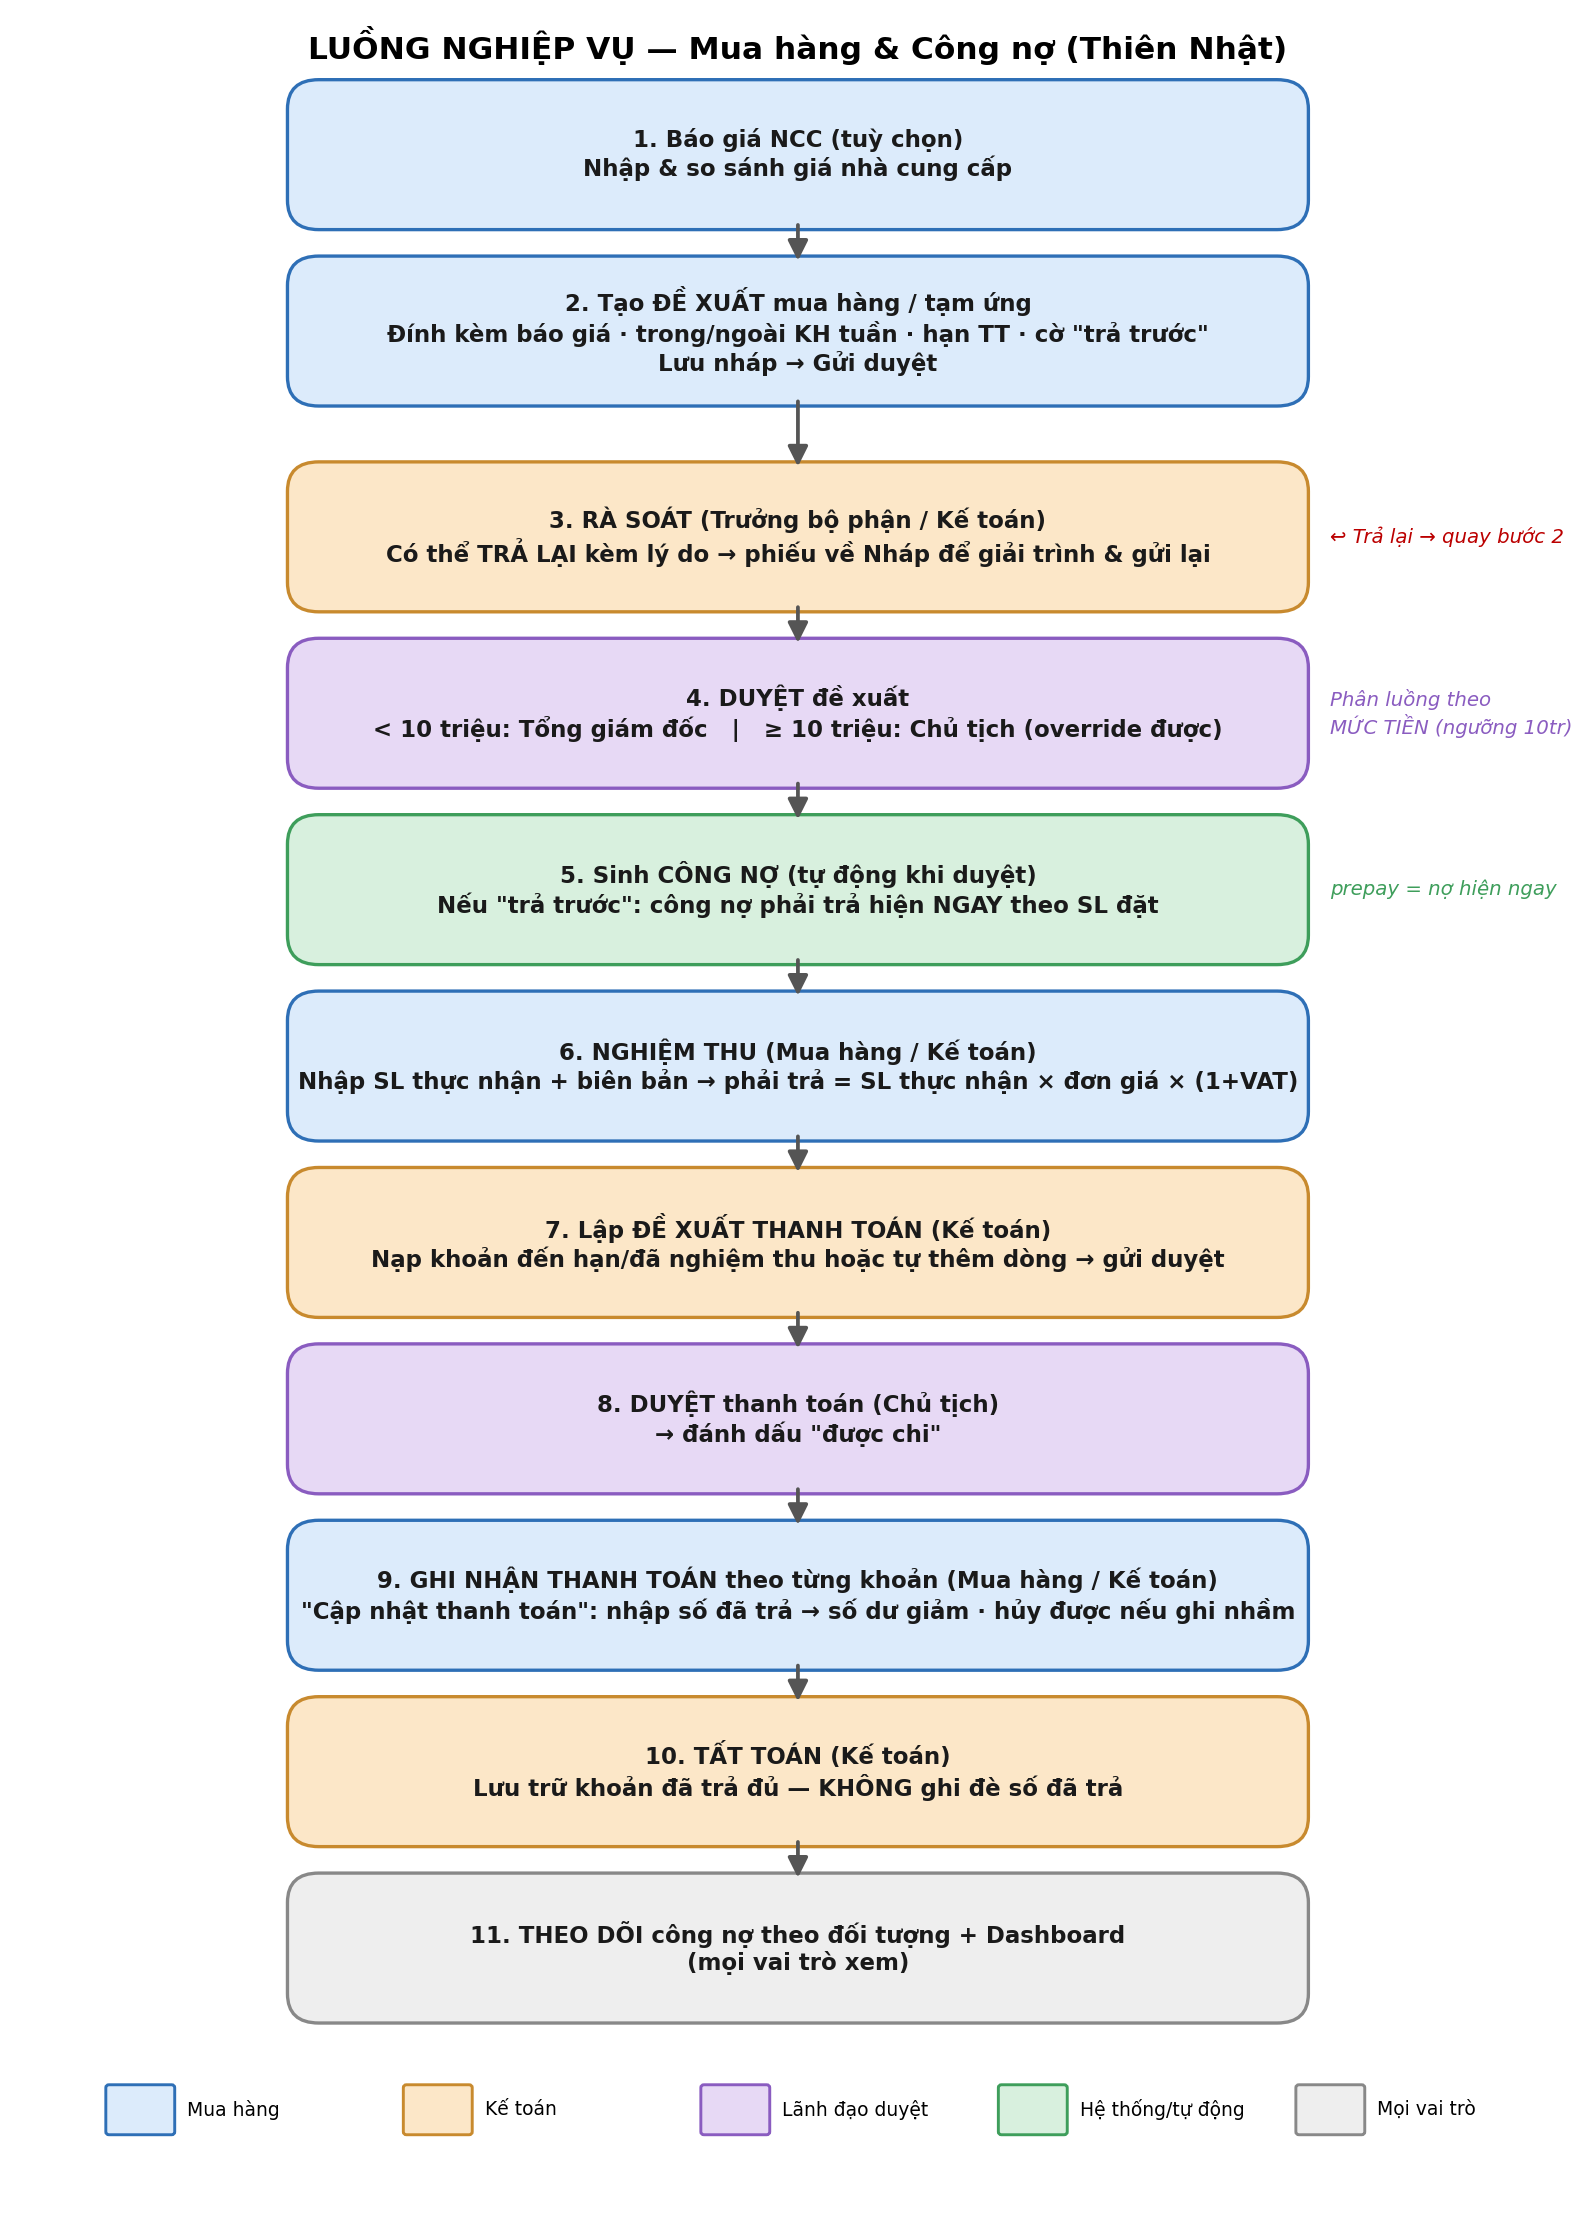 LUỒNG NGHIỆP VỤ — Mua hàng & Công nợ (Thiên Nhật)
1. Báo giá NCC (tuỳ chọn)
Nhập & so sánh giá nhà cung cấp
2. Tạo ĐỀ XUẤT mua hàng / tạm ứng
Đính kèm báo giá · trong/ngoài KH tuần · hạn TT · cờ "trả trước"
Lưu nháp → Gửi duyệt
3. RÀ SOÁT (Trưởng bộ phận / Kế toán)
Có thể TRẢ LẠI kèm lý do → phiếu về Nháp để giải trình & gửi lại
↩ Trả lại → quay bước 2
4. DUYỆT đề xuất
< 10 triệu: Tổng giám đốc | ≥ 10 triệu: Chủ tịch (override được)
Phân luồng theo
MỨC TIỀN (ngưỡng 10tr)
5. Sinh CÔNG NỢ (tự động khi duyệt)
Nếu "trả trước": công nợ phải trả hiện NGAY theo SL đặt
prepay = nợ hiện ngay
6. NGHIỆM THU (Mua hàng / Kế toán)
Nhập SL thực nhận + biên bản → phải trả = SL thực nhận × đơn giá × (1+VAT)
7. Lập ĐỀ XUẤT THANH TOÁN (Kế toán)
Nạp khoản đến hạn/đã nghiệm thu hoặc tự thêm dòng → gửi duyệt
8. DUYỆT thanh toán (Chủ tịch)
→ đánh dấu "được chi"
9. GHI NHẬN THANH TOÁN theo từng khoản (Mua hàng / Kế toán)
"Cập nhật thanh toán": nhập số đã trả → số dư giảm · hủy được nếu ghi nhầm
10. TẤT TOÁN (Kế toán)
Lưu trữ khoản đã trả đủ — KHÔNG ghi đè số đã trả
11. THEO DÕI công nợ theo đối tượng + Dashboard
(mọi vai trò xem)
Mua hàng
Kế toán
Lãnh đạo duyệt
Hệ thống/tự động
Mọi vai trò